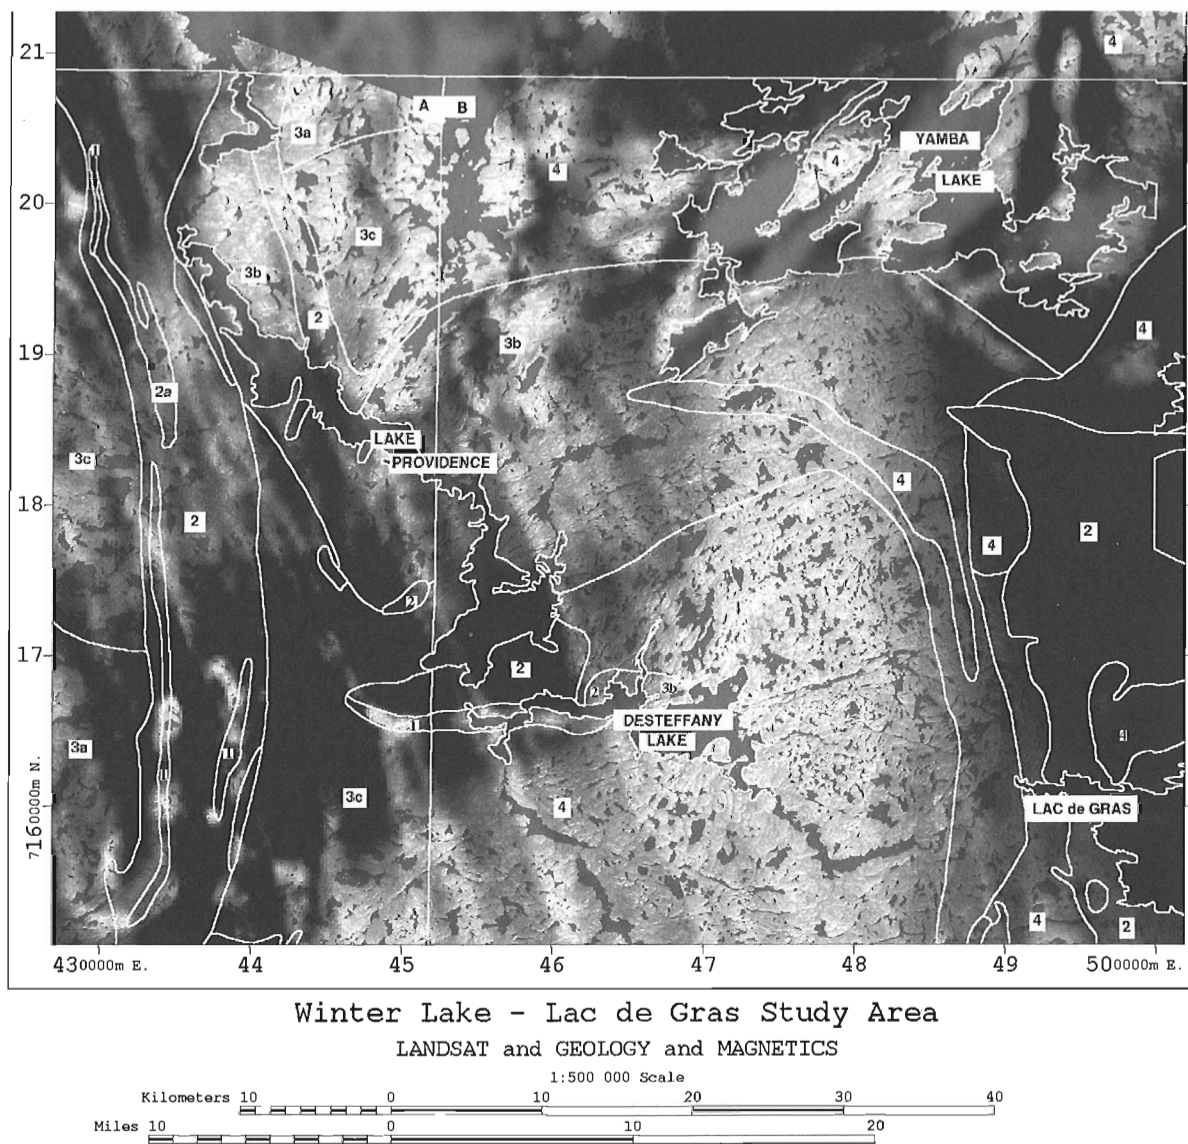 21
4
A B
3a
1
YAMBA
4
4
LAKE
20
3c
3b
2
4
3b
19
2a
LAKE
PROVIDENCE
3c
4
18
2
2
4
2
17
2
2
3b
1
DESTEFFANY
LAKE
3a
1
4
1
3c
4
LAC de GRAS
7160000m N.
4
2
430000m E.
44
45
46
47
48
49
500000m E.
Winter Lake - Lac de Gras Study Area
LANDSAT and GEOLOGY and MAGNETICS
1:500 000 Scale
Kilometers 10 0 10 20 30 40
Miles 10 0 10 20